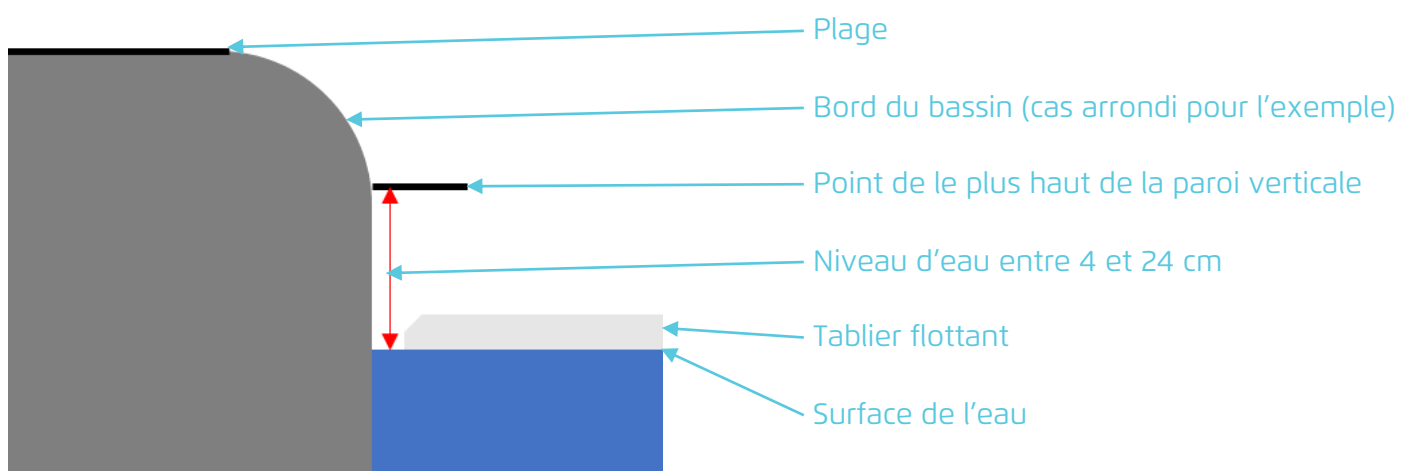 Plage
Bord du bassin (cas arrondi pour l’exemple)
Point de le plus haut de la paroi verticale
Niveau d’eau entre 4 et 24 cm
Tablier flottant
Surface de l’eau